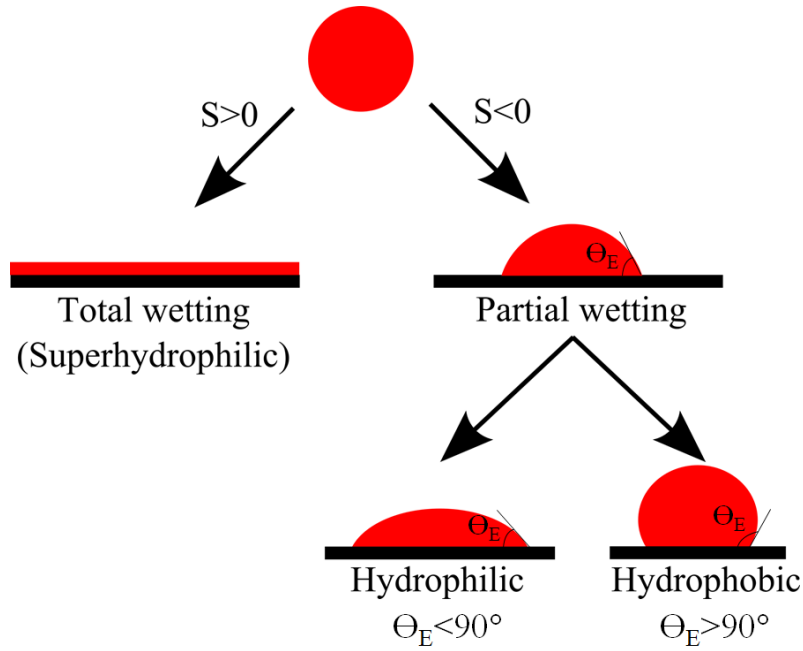 S>0
S<0
ϴE
Total wetting
(Superhydrophilic)
Partial wetting
ϴE
ϴE
Hydrophilic
Hydrophobic
ϴE<90°
ϴE>90°